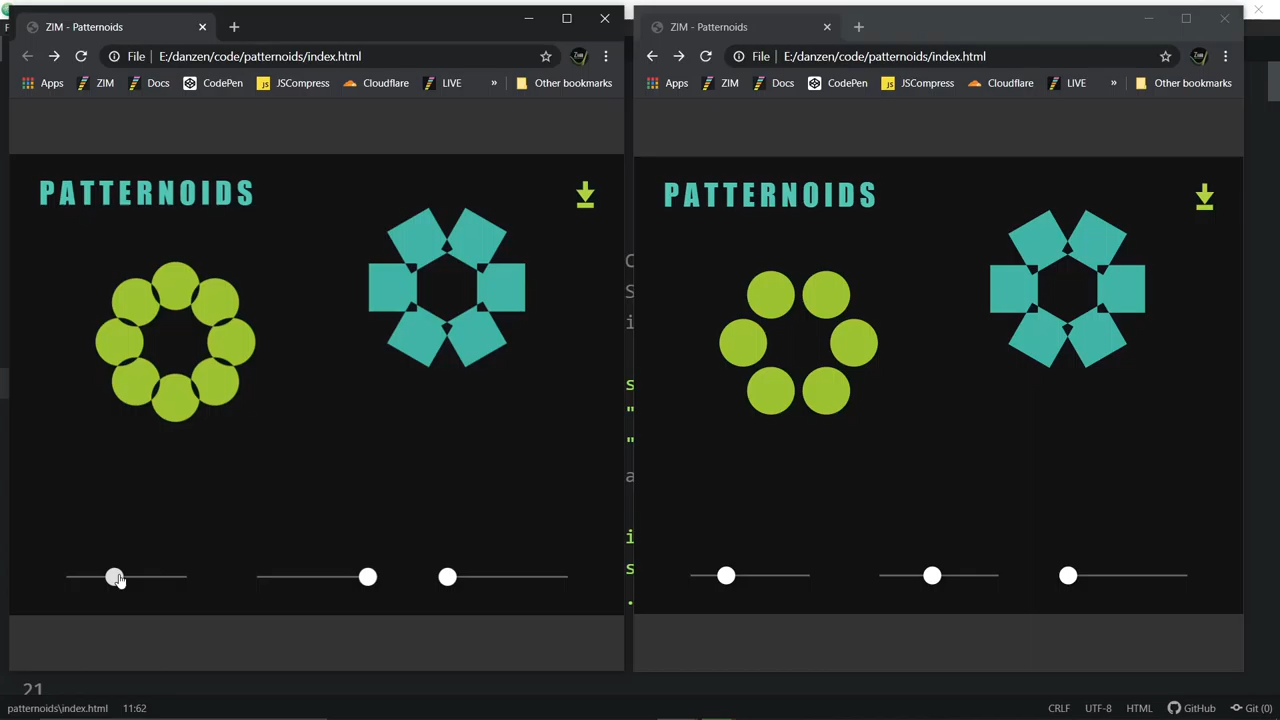 ZIM - Patternoids
File E:/danzen/code/patternoids/index.html
Apps ZIM Docs CodePen JS JSCompress Cloudflare LIVE » Other bookmarks
PATTERNOIDS
ZIM - Patternoids
File E:/danzen/code/patternoids/index.html
Apps ZIM Docs CodePen JS JSCompress Cloudflare LIVE » Other bookmarks
PATTERNOIDS
21
patternoids\index.html 11:62 CRLF UTF-8 HTML GitHub Git (0)